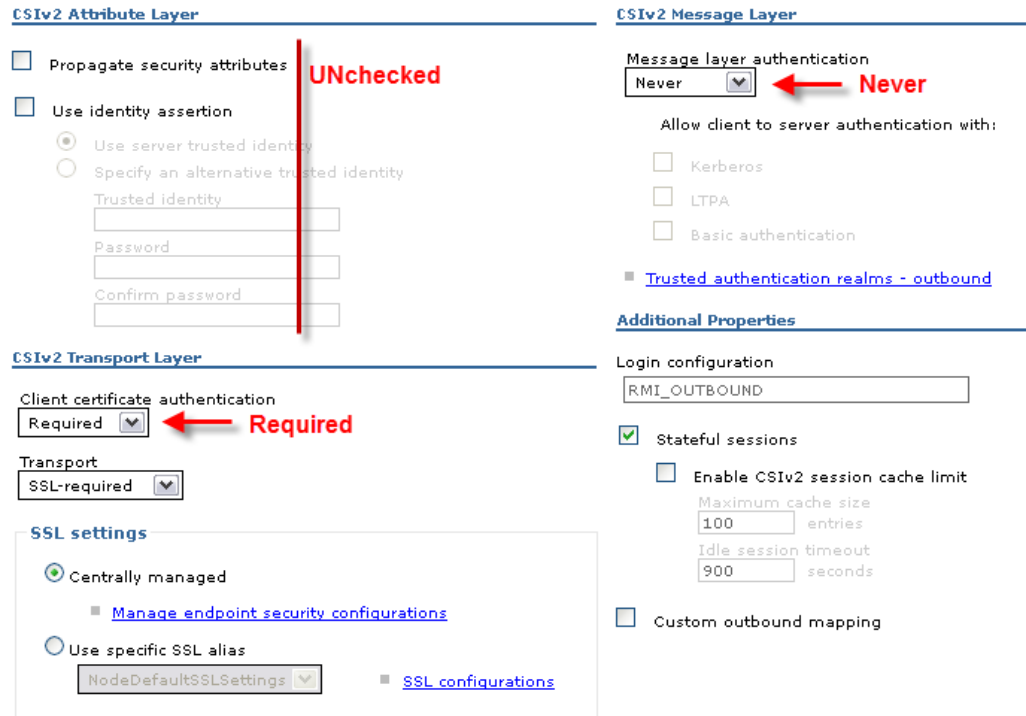 CSIv2 Attribute Layer
Propagate security attributes
UNchecked
Use identity assertion
Use server trusted identity
Specify an alternative trusted identity
Trusted identity
Password
Confirm password
CSIv2 Transport Layer
Client certificate authentication
Required
Required
Transport
SSL-required
SSL settings
Centrally managed
Manage endpoint security configurations
Use specific SSL alias
NodeDefaultSSLSettings
SSL configurations
CSIv2 Message Layer
Message layer authentication
Never
Never
Allow client to server authentication with:
Kerberos
LTPA
Basic authentication
Trusted authentication realms - outbound
Additional Properties
Login configuration
RMI_OUTBOUND
Stateful sessions
Enable CSIv2 session cache limit
Maximum cache size
100 entries
Idle session timeout
900 seconds
Custom outbound mapping